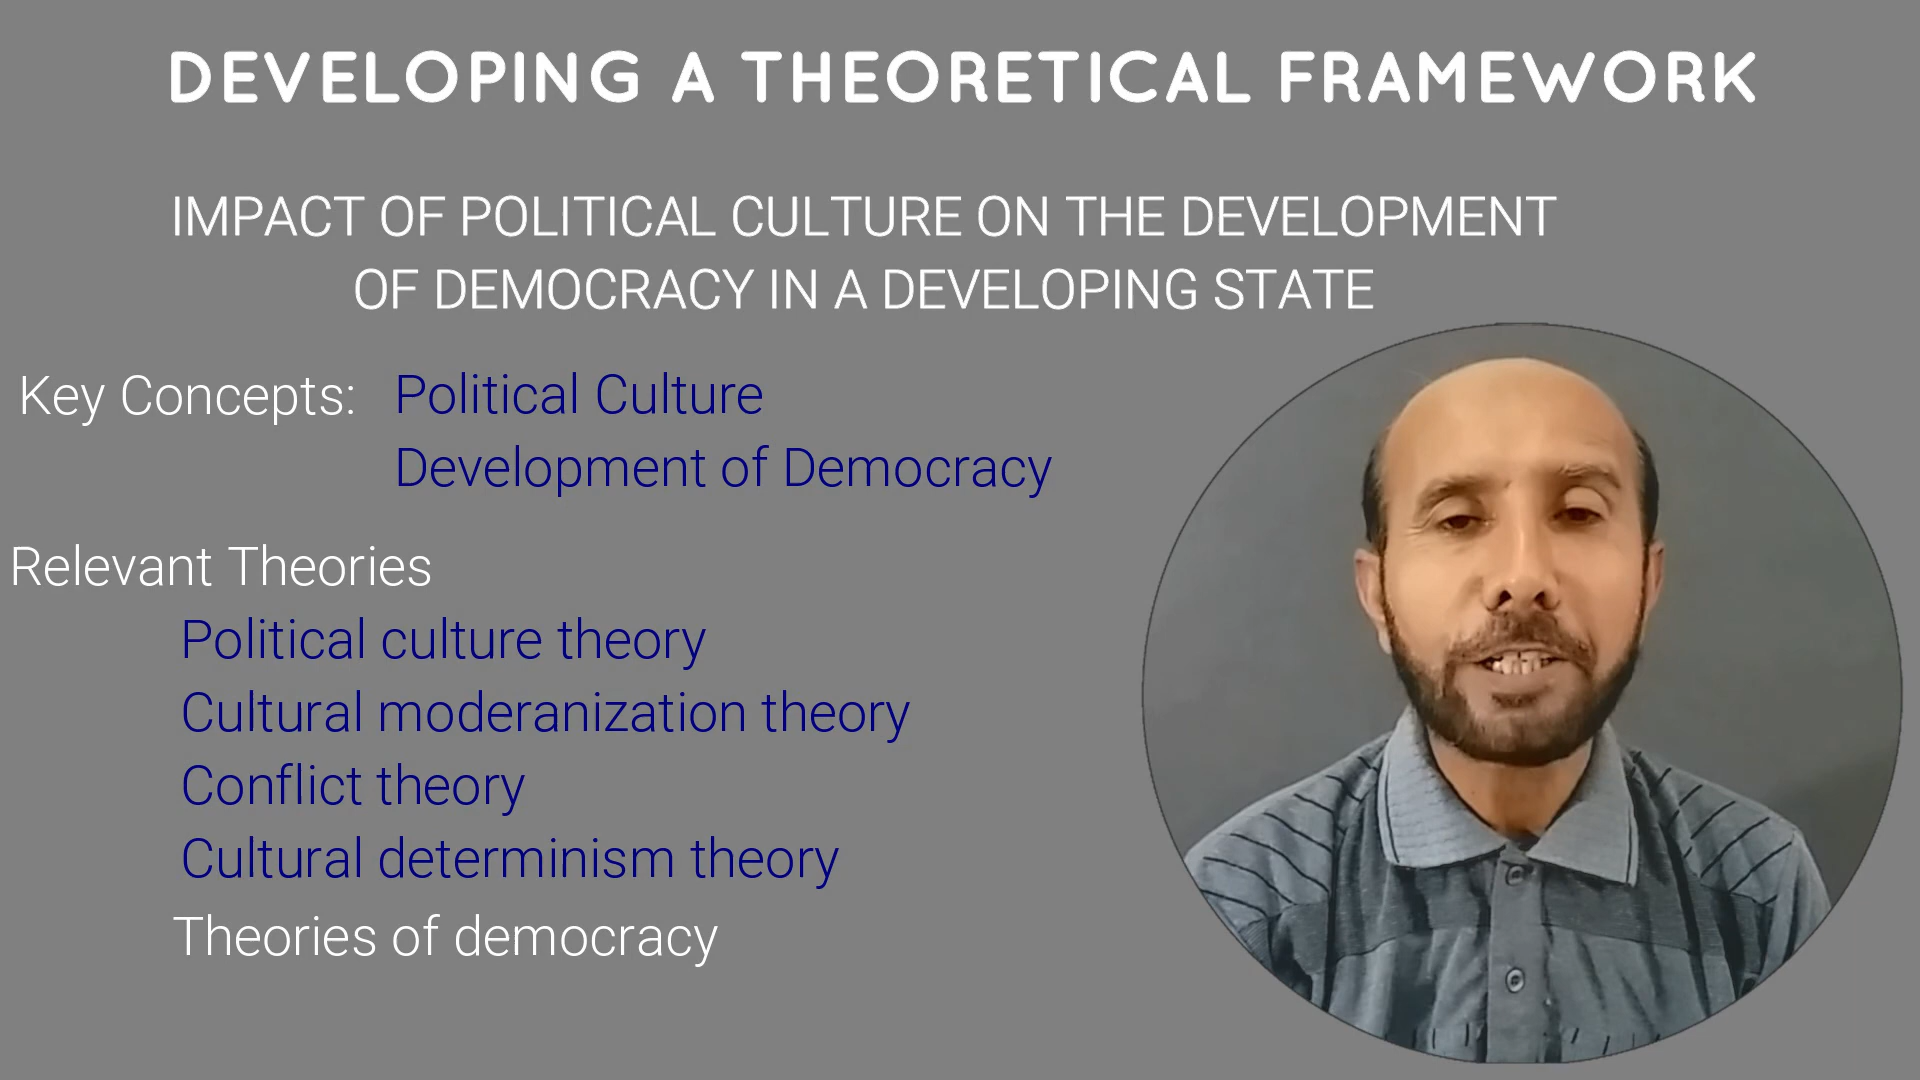 DEVELOPING A THEORETICAL FRAMEWORK
IMPACT OF POLITICAL CULTURE ON THE DEVELOPMENT
OF DEMOCRACY IN A DEVELOPING STATE
Key Concepts: Political Culture
Development of Democracy
Relevant Theories
Political culture theory
Cultural moderanization theory
Conflict theory
Cultural determinism theory
Theories of democracy